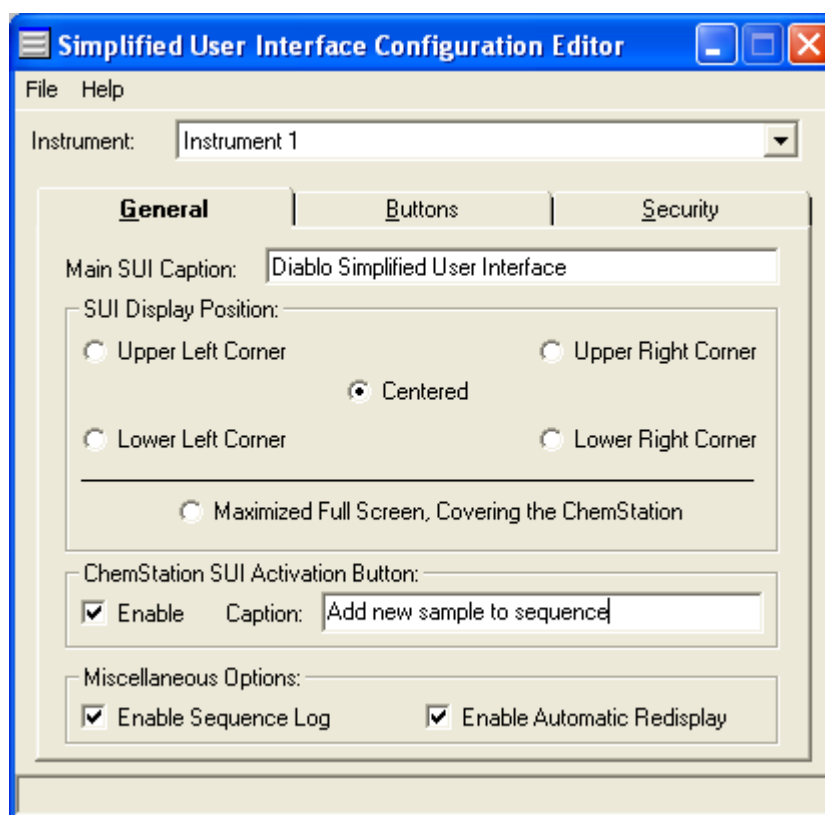 Simplified User Interface Configuration Editor
File Help
Instrument: Instrument 1
General Buttons Security
Main SUI Caption: Diablo Simplified User Interface
SUI Display Position:
Upper Left Corner Upper Right Corner
Centered
Lower Left Corner Lower Right Corner
Maximized Full Screen, Covering the ChemStation
ChemStation SUI Activation Button:
Enable Caption: Add new sample to sequence
Miscellaneous Options:
Enable Sequence Log Enable Automatic Redisplay